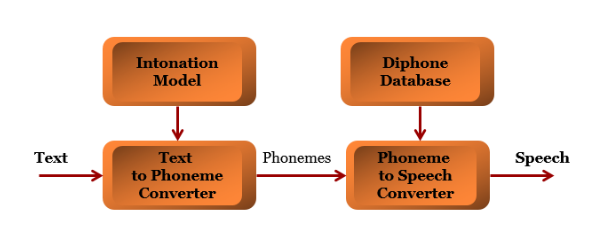 Intonation
Model
Diphone
Database
Text
Text
to Phoneme
Converter
Phonemes
Phoneme
to Speech
Converter
Speech